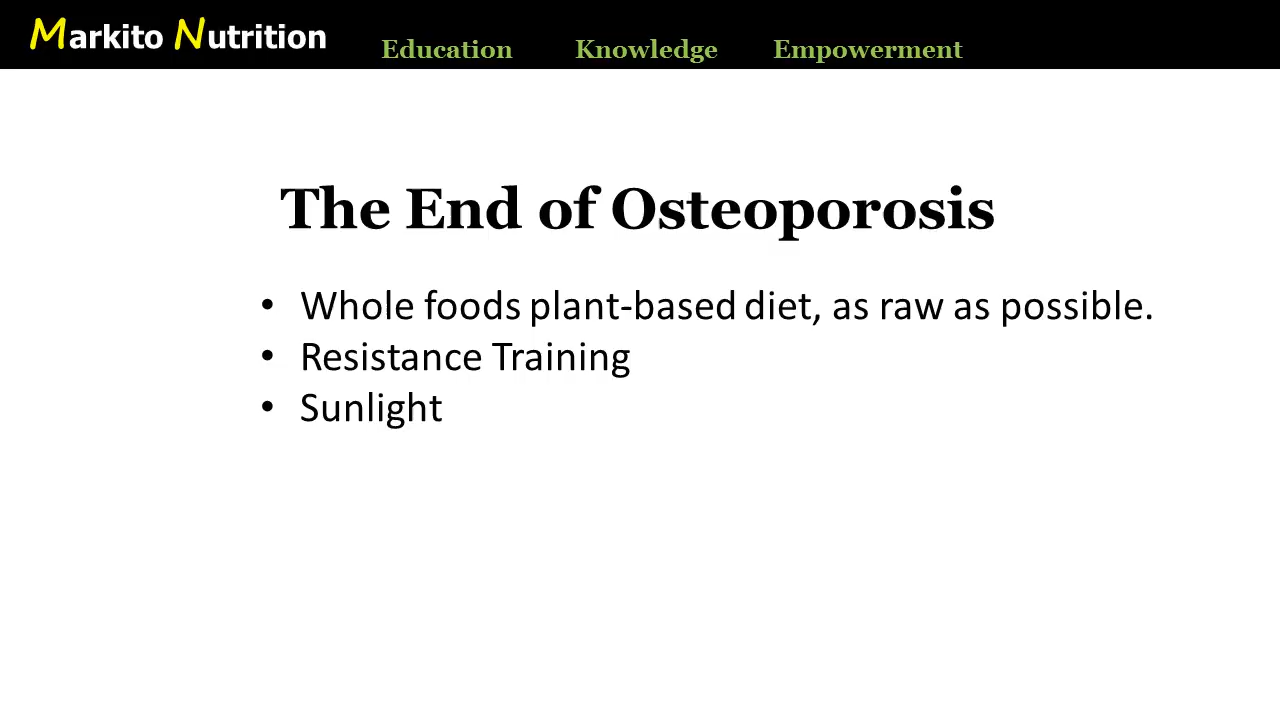 Markito Nutrition
Education Knowledge Empowerment
The End of Osteoporosis
• Whole foods plant-based diet, as raw as possible.
• Resistance Training
• Sunlight